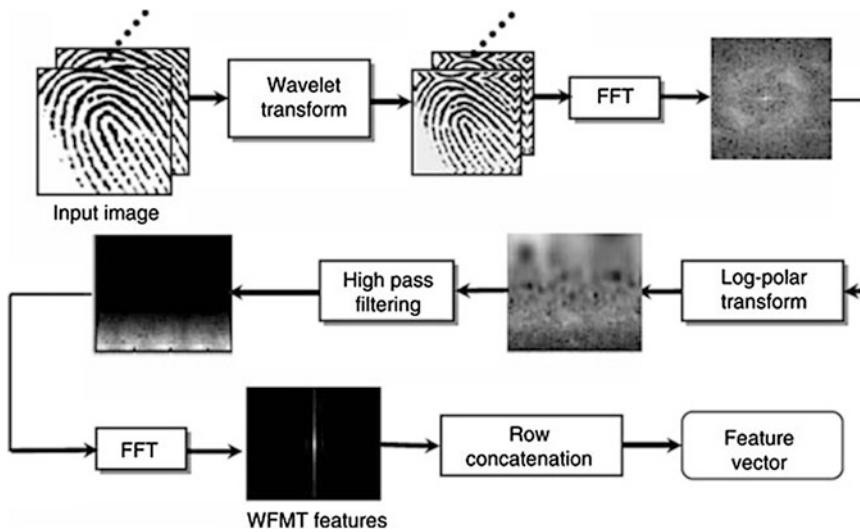 Wavelet
transform
FFT
Input image
Log-polar
transform
High pass
filtering
FFT
WFMT features
Row
concatenation
Feature
vector